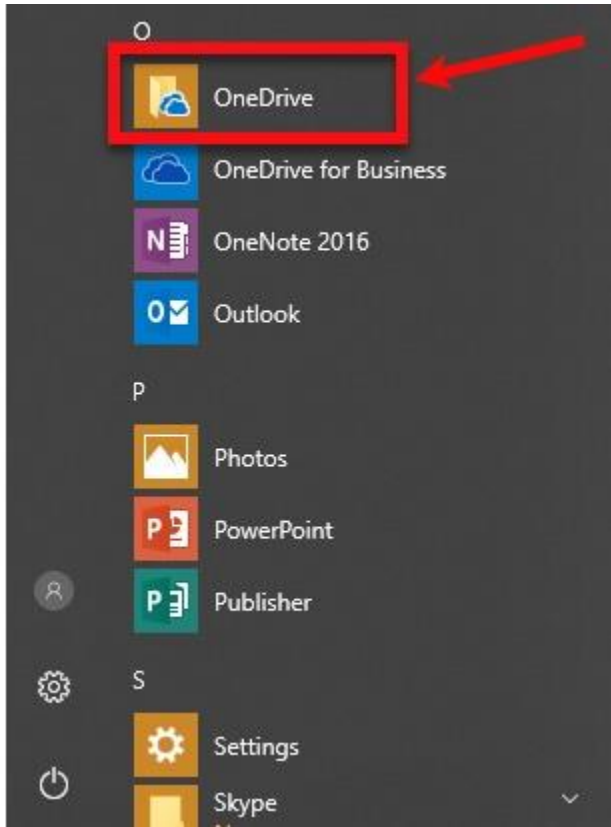 O
OneDrive
OneDrive for Business
N
OneNote 2016
O
Outlook
P
Photos
P
PowerPoint
P
Publisher
S
Settings
Skype